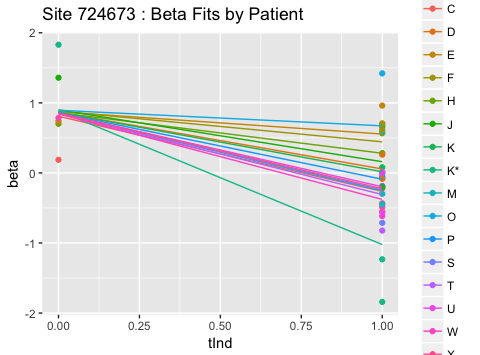 Site 724673 : Beta Fits by Patient
2
1
0
-1
-2
beta
0.00 0.25 0.50 0.75 1.00
tInd
C
D
E
F
H
J
K
K*
M
O
P
S
T
U
W